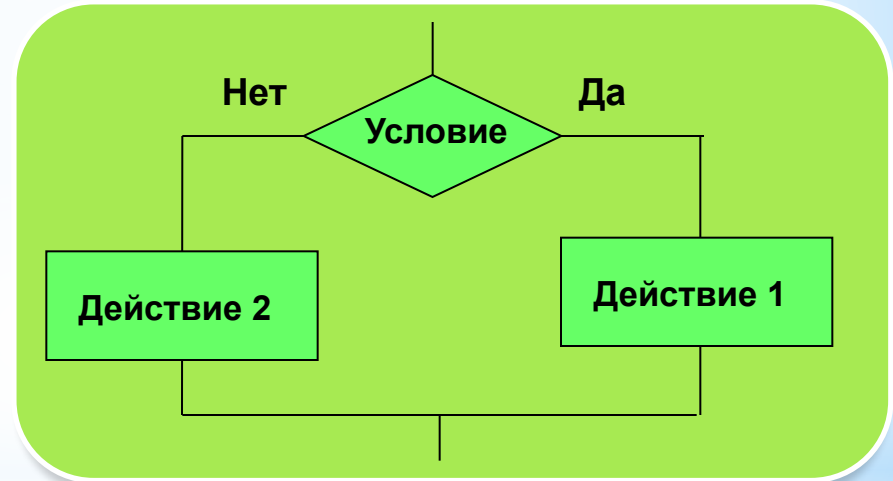 Нет
Да
Условие
Действие 2
Действие 1